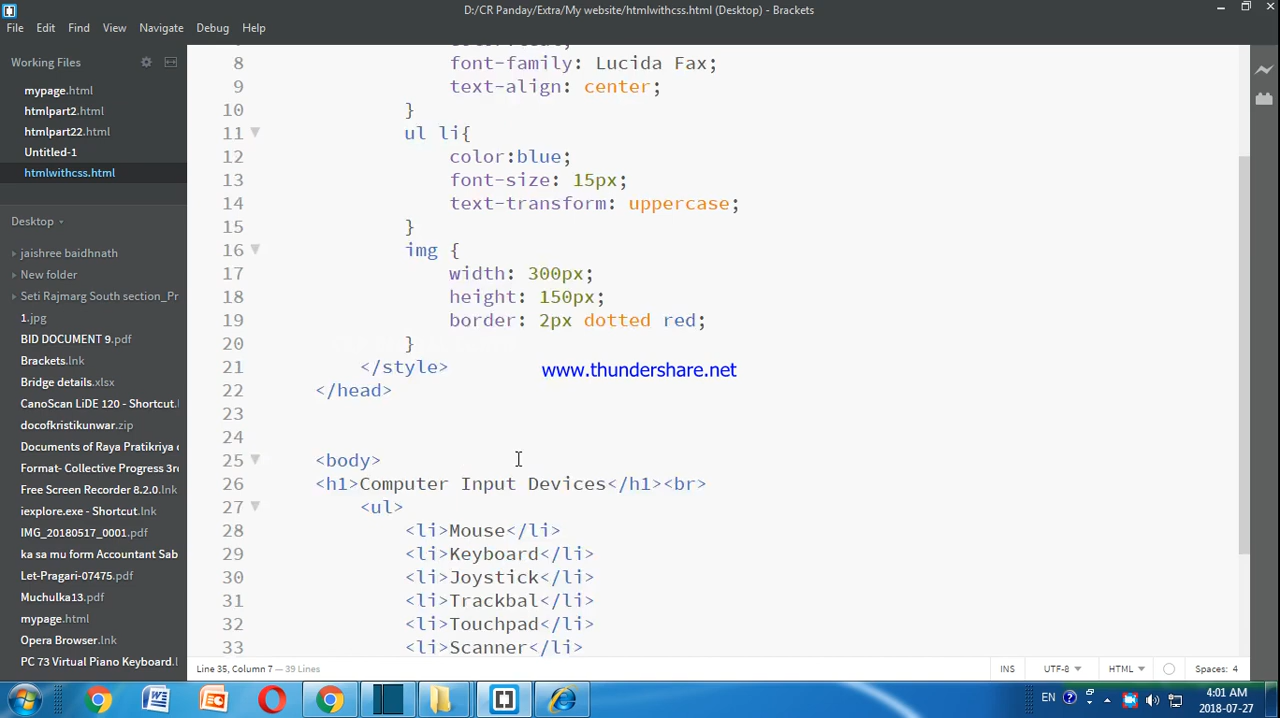 D:/CR Panday/Extra/My website/htmlwithcss.html (Desktop) - Brackets
File Edit Find View Navigate Debug Help
Working Files
mypage.html
htmlpart2.html
htmlpart22.html
Untitled-1
htmlwithcss.html
Desktop
jaishree baidhnath
New folder
Seti Rajmarg South section_Pr
1.jpg
BID DOCUMENT 9.pdf
Brackets.lnk
Bridge details.xlsx
CanoScan LiDE 120 - Shortcut.l
docofkristikunwar.zip
Documents of Raya Pratikriya
Format- Collective Progress 3re
Free Screen Recorder 8.2.0.lnk
iexplore.exe - Shortcut.lnk
IMG_20180517_0001.pdf
ka sa mu form Accountant Sab
Let-Pragari-07475.pdf
Muchulka13.pdf
mypage.html
Opera Browser.lnk
PC 73 Virtual Piano Keyboard.l
8 font-family: Lucida Fax;
9 text-align: center;
10 }
11 ul li{
12 color:blue;
13 font-size: 15px;
14 text-transform: uppercase;
15 }
16 img {
17 width: 300px;
18 height: 150px;
19 border: 2px dotted red;
20 }
21 </style>
www.thundershare.net
22 </head>
23
24
25 <body>
26 <h1>Computer Input Devices</h1><br>
27 <ul>
28 <li>Mouse</li>
29 <li>Keyboard</li>
30 <li>Joystick</li>
31 <li>Trackbal</li>
32 <li>Touchpad</li>
33 <li>Scanner</li>
Line 35, Column 7 — 39 Lines
INS UTF-8 HTML Spaces: 4
EN 4:01 AM
2018-07-27